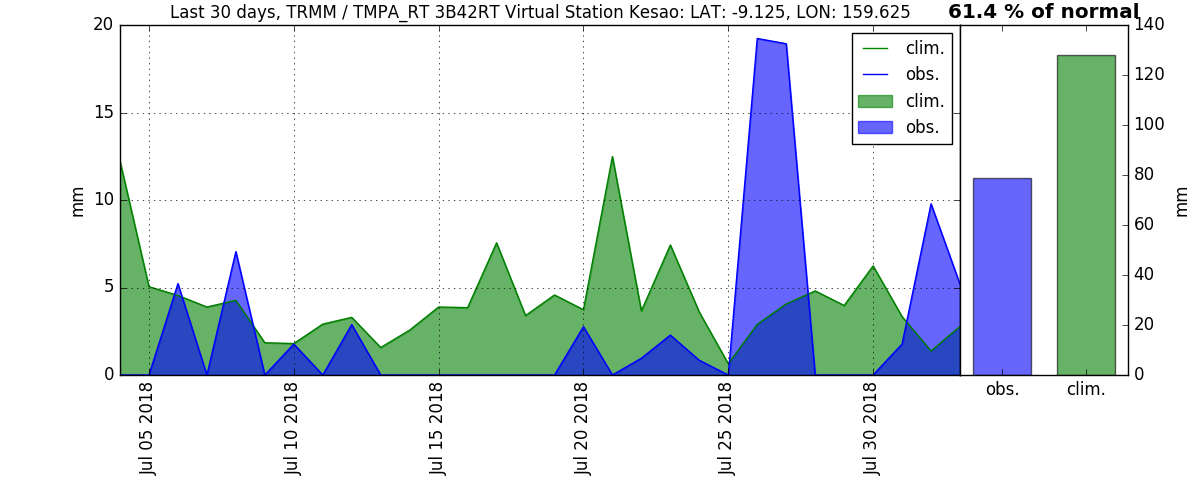 Last 30 days, TRMM / TMPA_RT 3B42RT Virtual Station Kesao: LAT: -9.125, LON: 159.625
61.4 % of normal
20
15
10
5
0
mm
clim.
obs.
clim.
obs.
140
120
100
80
60
40
20
0
mm
obs.
clim.
Jul 05 2018
Jul 10 2018
Jul 15 2018
Jul 20 2018
Jul 25 2018
Jul 30 2018